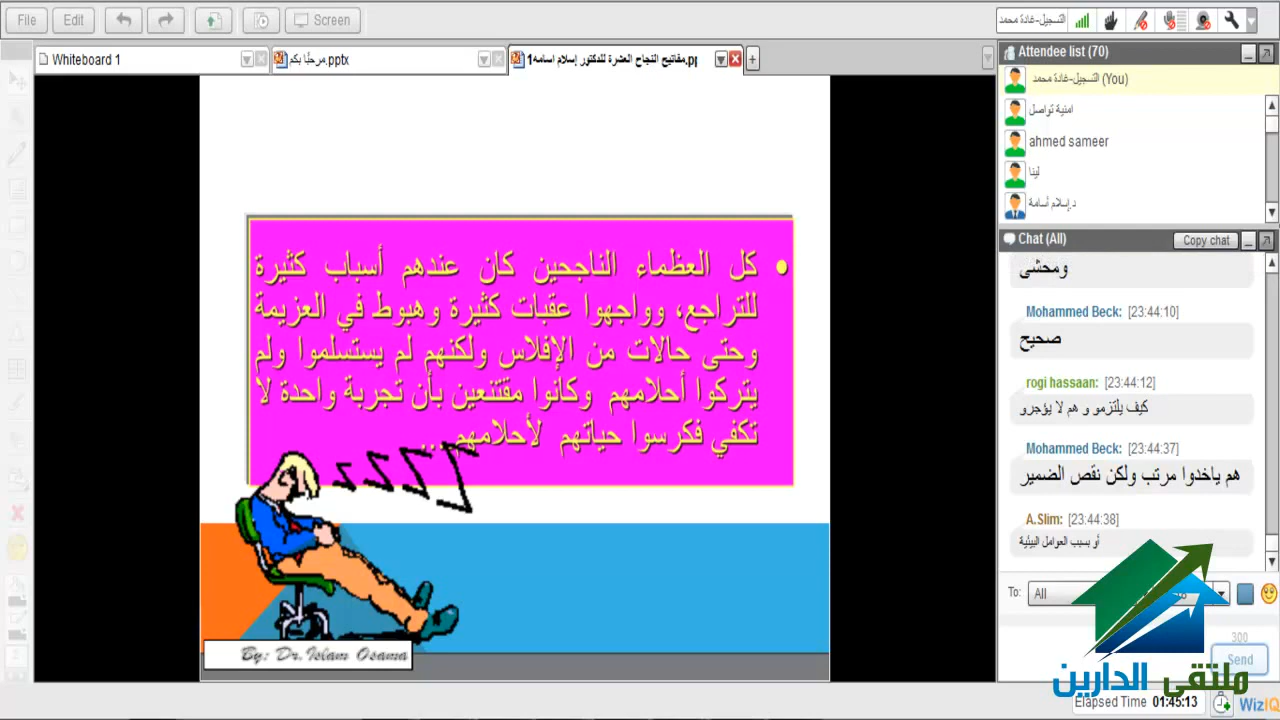 File
Edit
Screen
التسجيل-غادة محمد
Whiteboard 1
مرحبًا بكم.pptx
مفاتيح النجاح العشرة للدكتور إسلام اسامه1.pp
Attendee list (70)
التسجيل-غادة محمد (You)
امنية تواصل
ahmed sameer
لينا
د.إسلام أسامة
Chat (All)
Copy chat
ومحشى
Mohammed Beck: [23:44:10]
صحيح
rogi hassaan: [23:44:12]
كيف يلتزمو و هم لا يؤجرو
Mohammed Beck: [23:44:37]
هم ياخدوا مرتب ولكن نقص الضمير
A.Slim: [23:44:38]
أو بسبب العوامل البيئية
To:
All
300
Send
ملتقى الدارين
Elapsed Time 01:45:13
WizIQ
• كل العظماء الناجحين كان عندهم أسباب كثيرة
للتراجع، وواجهوا عقبات كثيرة وهبوط في العزيمة
وحتى حالات من الإفلاس ولكنهم لم يستسلموا ولم
يتركوا أحلامهم وكانوا مقتنعين بأن تجربة واحدة لا
تكفي فكرسوا حياتهم لأحلامهم...
By: Dr.Islam Osama